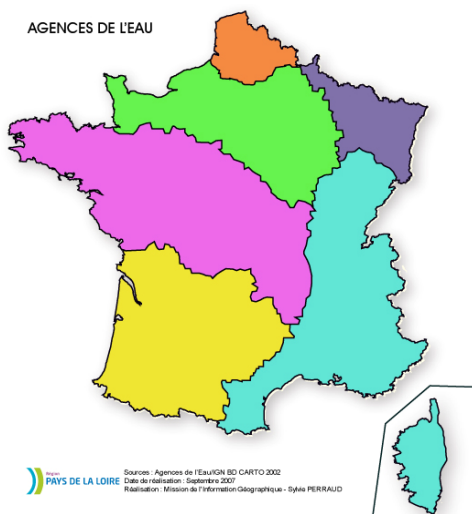 AGENCES DE L'EAU
Région
PAYS DE LA LOIRE
Sources : Agences de l'Eau/IGN BD CARTO 2002
Date de réalisation : Septembre 2007
Réalisation : Mission de l'Information Géographique - Sylvie PERRAUD